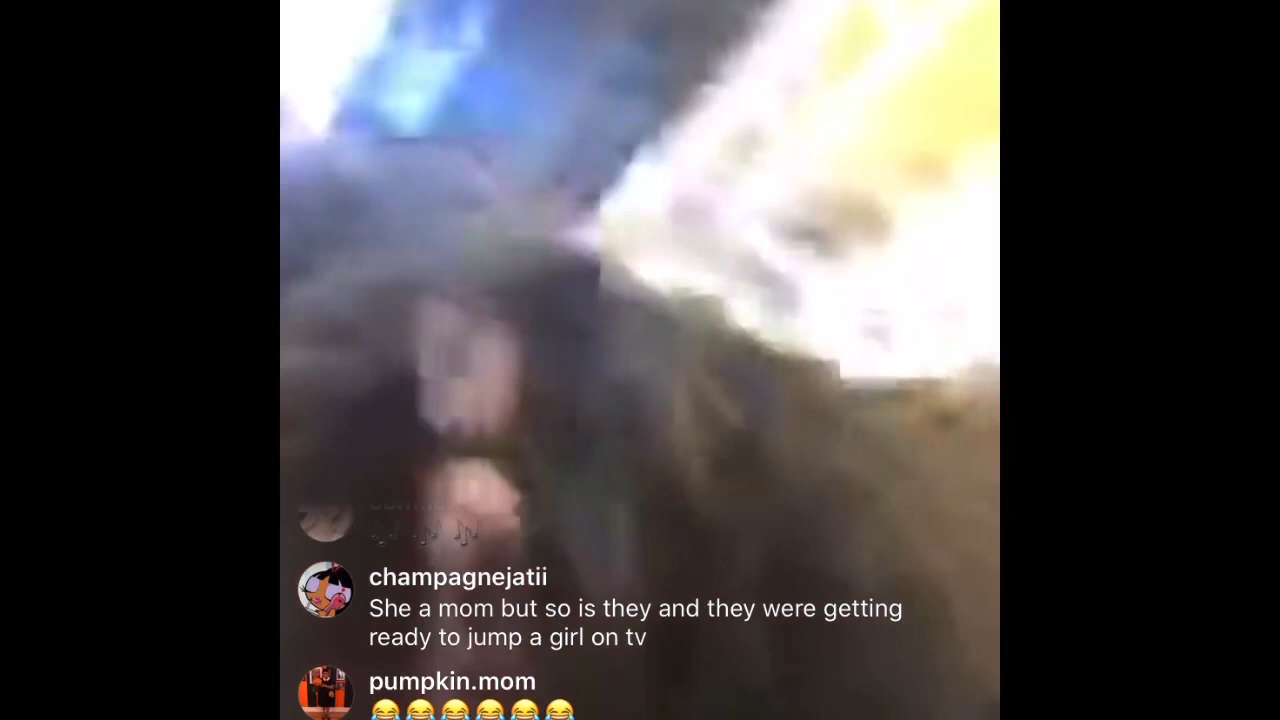 🎶 🎶 🎶
champagnejatii
She a mom but so is they and they were getting
ready to jump a girl on tv
pumpkin.mom
😂😂😂😂😂😂